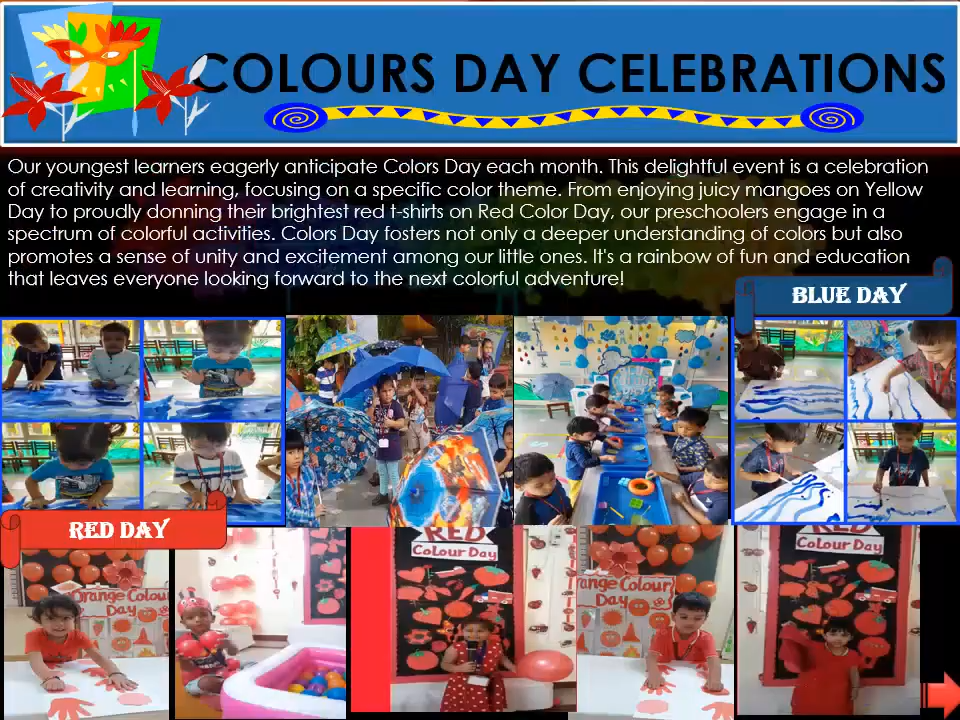 COLOURS DAY CELEBRATIONS
Our youngest learners eagerly anticipate Colors Day each month. This delightful event is a celebration
of creativity and learning, focusing on a specific color theme. From enjoying juicy mangoes on Yellow
Day to proudly donning their brightest red t-shirts on Red Color Day, our preschoolers engage in a
spectrum of colorful activities. Colors Day fosters not only a deeper understanding of colors but also
promotes a sense of unity and excitement among our little ones. It's a rainbow of fun and education
that leaves everyone looking forward to the next colorful adventure!
BLUE DAY
BLUE
COLOUR
RED DAY
Orange Colour
Day
RED
Colour Day
Orange Colour
Day
RED
Colour Day